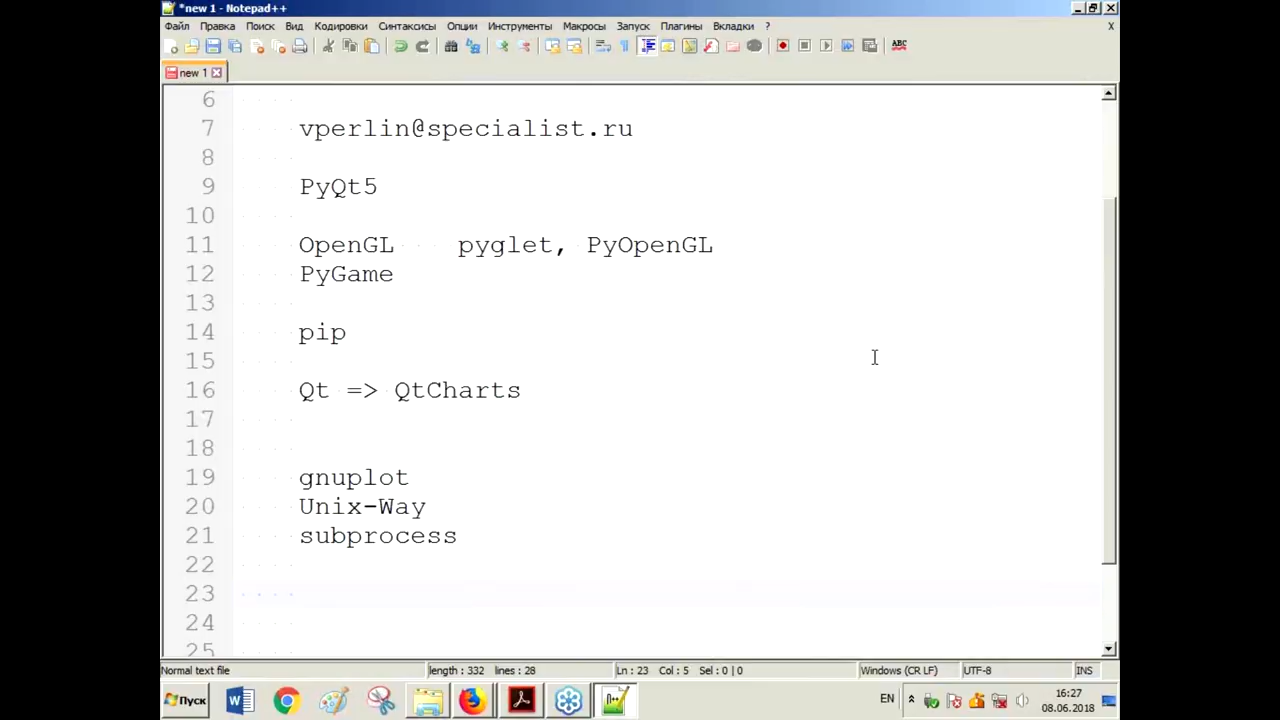 *new 1 - Notepad++
Файл Правка Поиск Вид Кодировки Синтаксисы Опции Инструменты Макросы Запуск Плагины Вкладки ? X
ABC
new 1
6
7 vperlin@specialist.ru
8
9 PyQt5
10
11 OpenGL pyglet, PyOpenGL
12 PyGame
13
14 pip
15
16 Qt => QtCharts
17
18
19 gnuplot
20 Unix-Way
21 subprocess
22
23
24
25
Normal text file length : 332 lines : 28 Ln : 23 Col : 5 Sel : 0 | 0 Windows (CR LF) UTF-8 INS
Пуск EN 16:27
08.06.2018